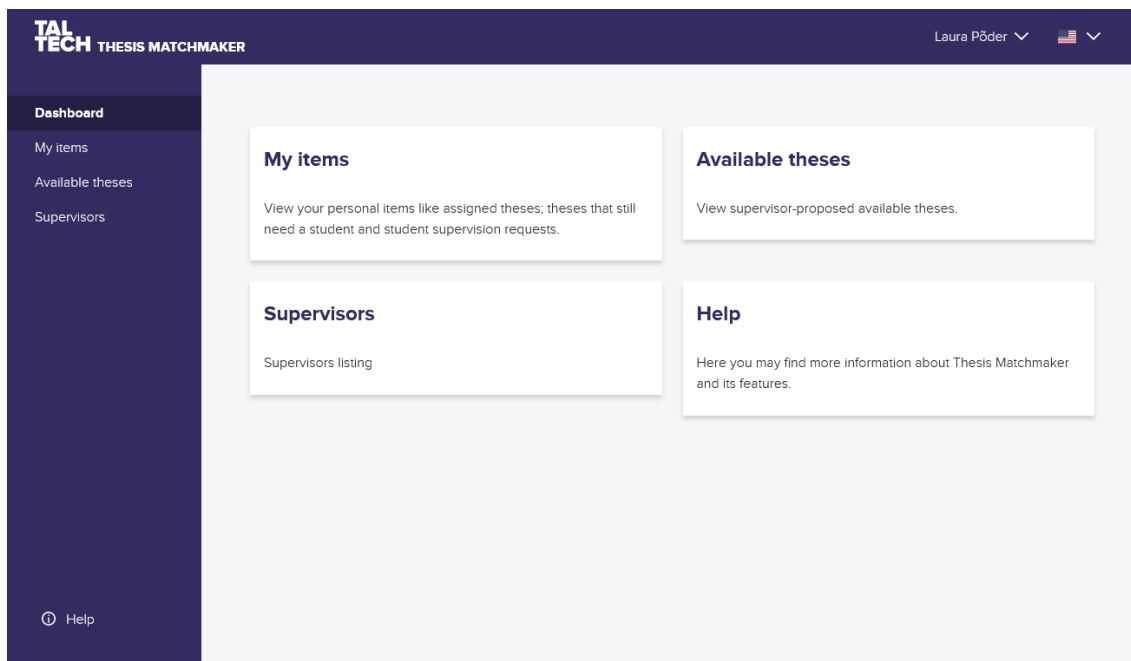 TAL
TECH THESIS MATCHMAKER
Laura Põder
Dashboard
My items
Available theses
Supervisors
Help
My items
View your personal items like assigned theses; theses that still
need a student and student supervision requests.
Available theses
View supervisor-proposed available theses.
Supervisors
Supervisors listing
Help
Here you may find more information about Thesis Matchmaker
and its features.